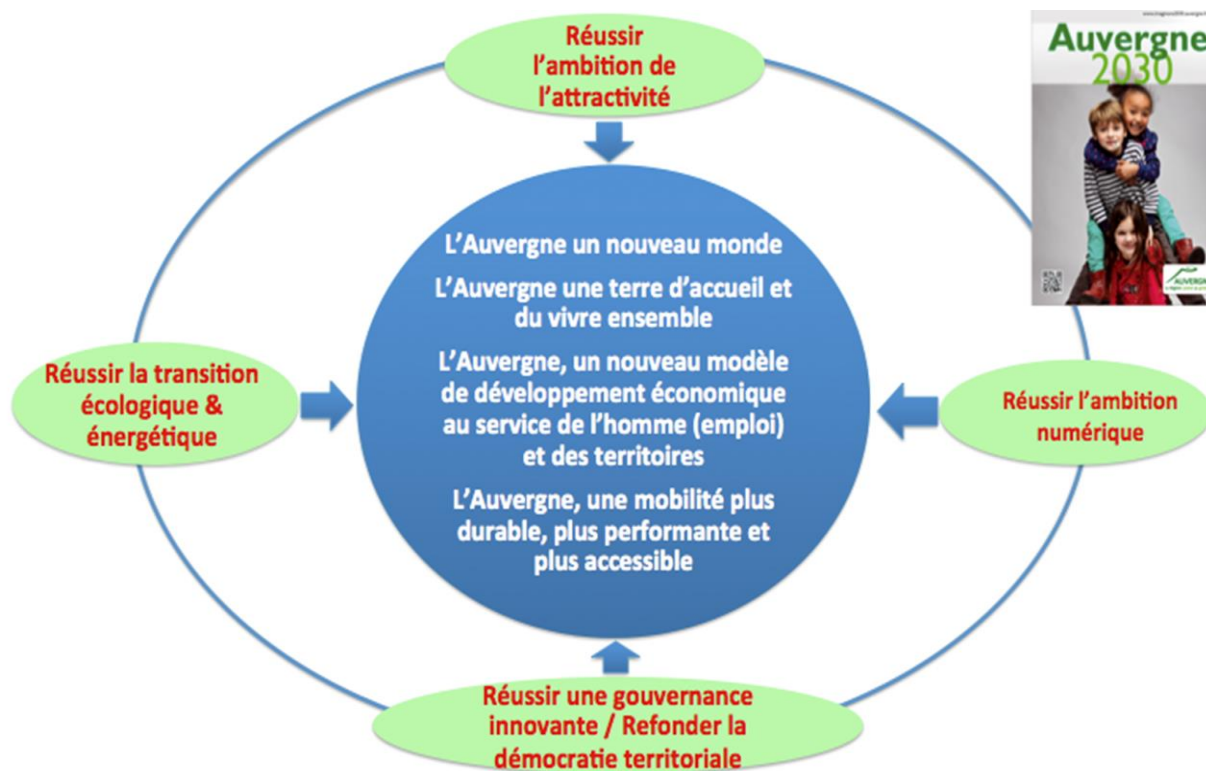 Réussir
l'ambition de
l'attractivité
Auvergne
2030
AUVERGNE
L'Auvergne un nouveau monde
L'Auvergne une terre d'accueil et
du vivre ensemble
L'Auvergne, un nouveau modèle
de développement économique
au service de l'homme (emploi)
et des territoires
L'Auvergne, une mobilité plus
durable, plus performante et
plus accessible
Réussir la transition
écologique &
énergétique
Réussir l'ambition
numérique
Réussir une gouvernance
innovante / Refonder la
démocratie territoriale